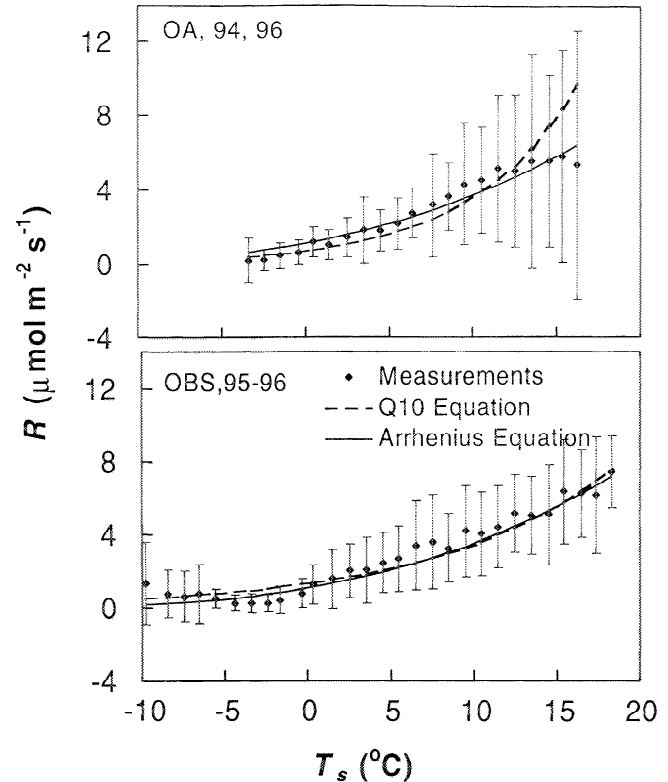 12
OA, 94, 96
8
4
0
-4
R (μmol m⁻² s⁻¹)
12
OBS,95-96
Measurements
Q10 Equation
Arrhenius Equation
8
4
0
-4
-10 -5 0 5 10 15 20
Tₛ (°C)